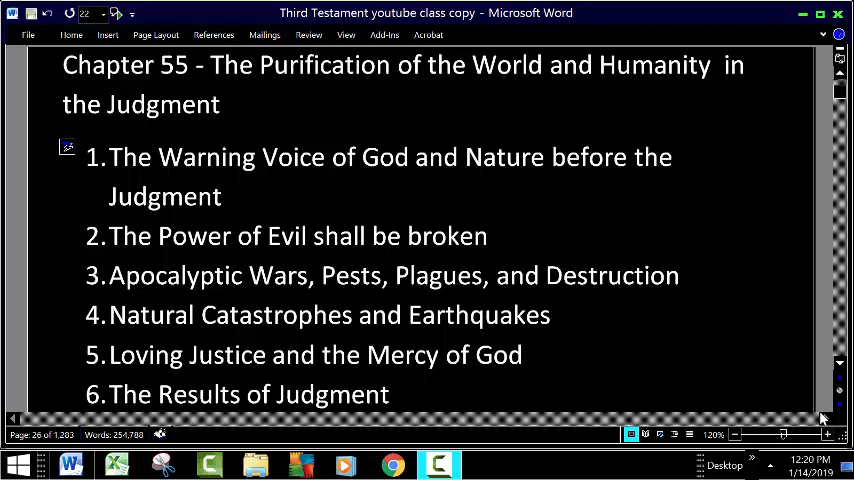 Third Testament youtube class copy - Microsoft Word
22
File Home Insert Page Layout References Mailings Review View Add-Ins Acrobat
Chapter 55 - The Purification of the World and Humanity in
the Judgment
1. The Warning Voice of God and Nature before the
Judgment
2. The Power of Evil shall be broken
3. Apocalyptic Wars, Pests, Plagues, and Destruction
4. Natural Catastrophes and Earthquakes
5. Loving Justice and the Mercy of God
6. The Results of Judgment
Page: 26 of 1,283 Words: 254,788 120%
Desktop
12:20 PM
1/14/2019